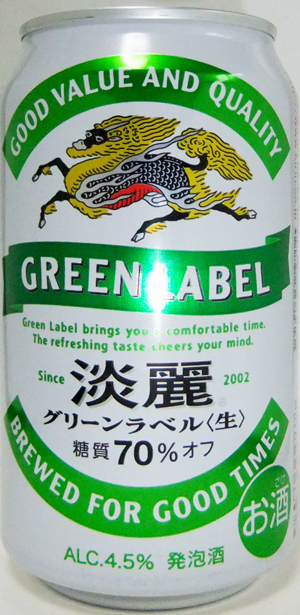 GOOD VALUE AND QUALITY
GREEN LABEL
Green Label brings you a comfortable time.
The refreshing taste cheers your mind.
Since 淡麗 2002
グリーンラベル〈生〉
糖質70%オフ
BREWED FOR GOOD TIMES
さけ
お酒
ALC.4.5% 発泡酒